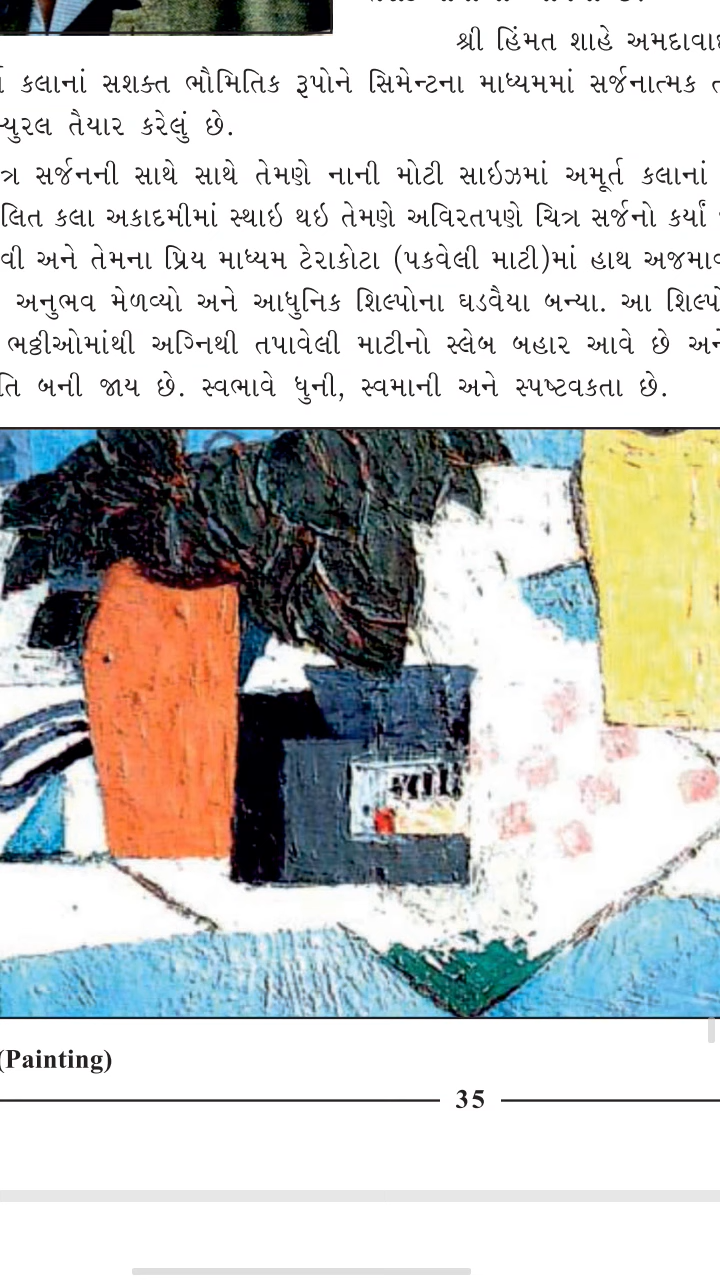 શ્રી હિંમત શાહે અમદાવાદ
કલાનાં સશક્ત ભૌમિતિક રૂપોને સિમેન્ટના માધ્યમમાં સર્જનાત્મક
મ્યુરલ તૈયાર કરેલું છે.
સર્જનની સાથે સાથે તેમણે નાની મોટી સાઇઝમાં અમૂર્ત કલાનાં
લિત કલા અકાદમીમાં સ્થાઇ થઇ તેમણે અવિરતપણે ચિત્ર સર્જનો કર્યાં
વી અને તેમના પ્રિય માધ્યમ ટેરાકોટા (પકવેલી માટી)માં હાથ અજમાવ
અનુભવ મેળવ્યો અને આધુનિક શિલ્પોના ઘડવૈયા બન્યા. આ શિલ્પો
ભઠ્ઠીઓમાંથી અગ્નિથી તપાવેલી માટીનો સ્લેબ બહાર આવે છે અને
તિ બની જાય છે. સ્વભાવે ધુની, સ્વમાની અને સ્પષ્ટવકતા છે.
(Painting)
35